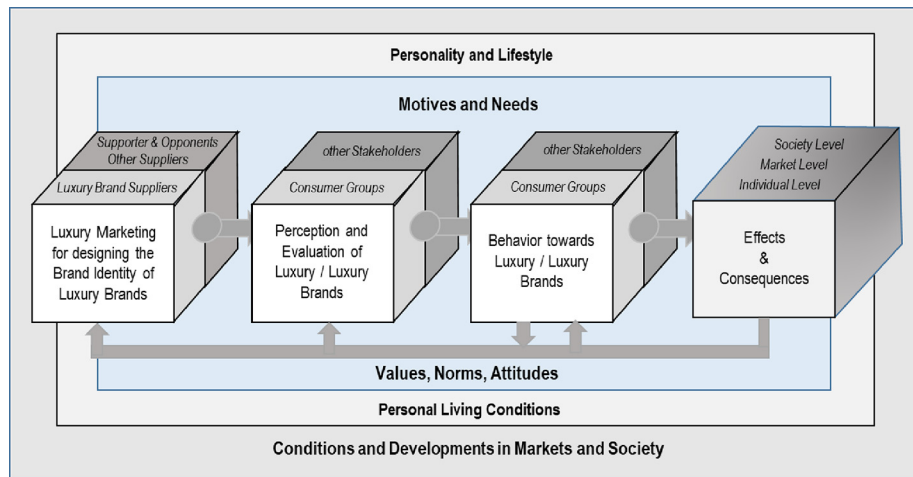 Personality and Lifestyle
Motives and Needs
Supporter & Opponents
Other Suppliers
Luxury Brand Suppliers
Luxury Marketing
for designing the
Brand Identity of
Luxury Brands
other Stakeholders
Consumer Groups
Perception and
Evaluation of
Luxury / Luxury
Brands
other Stakeholders
Consumer Groups
Behavior towards
Luxury / Luxury
Brands
Society Level
Market Level
Individual Level
Effects
&
Consequences
Values, Norms, Attitudes
Personal Living Conditions
Conditions and Developments in Markets and Society